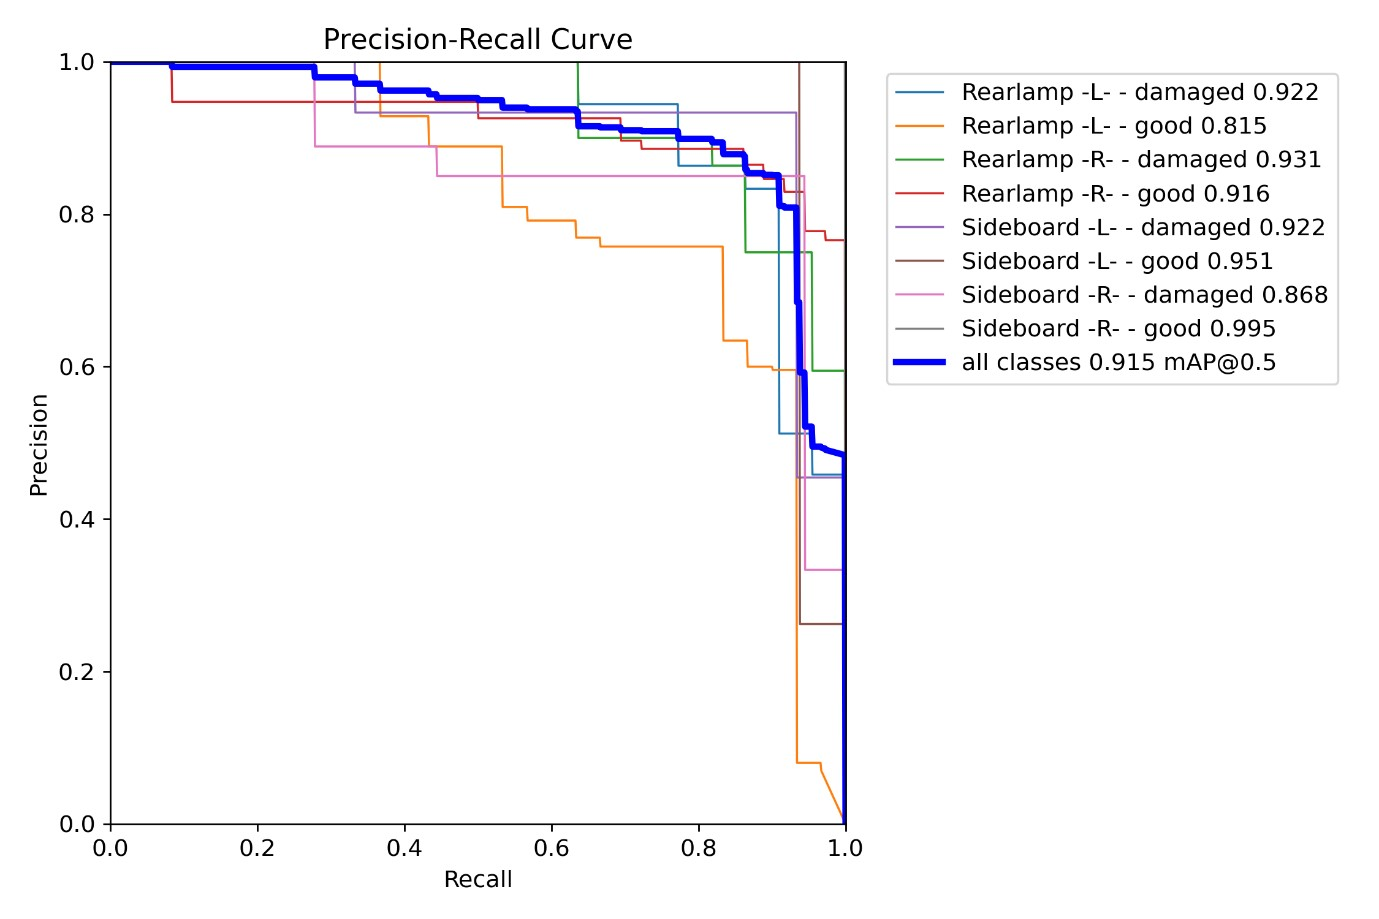 Precision-Recall Curve
1.0
0.8
0.6
0.4
0.2
0.0
Precision
0.0 0.2 0.4 0.6 0.8 1.0
Recall
Rearlamp -L- - damaged 0.922
Rearlamp -L- - good 0.815
Rearlamp -R- - damaged 0.931
Rearlamp -R- - good 0.916
Sideboard -L- - damaged 0.922
Sideboard -L- - good 0.951
Sideboard -R- - damaged 0.868
Sideboard -R- - good 0.995
all classes 0.915 mAP@0.5